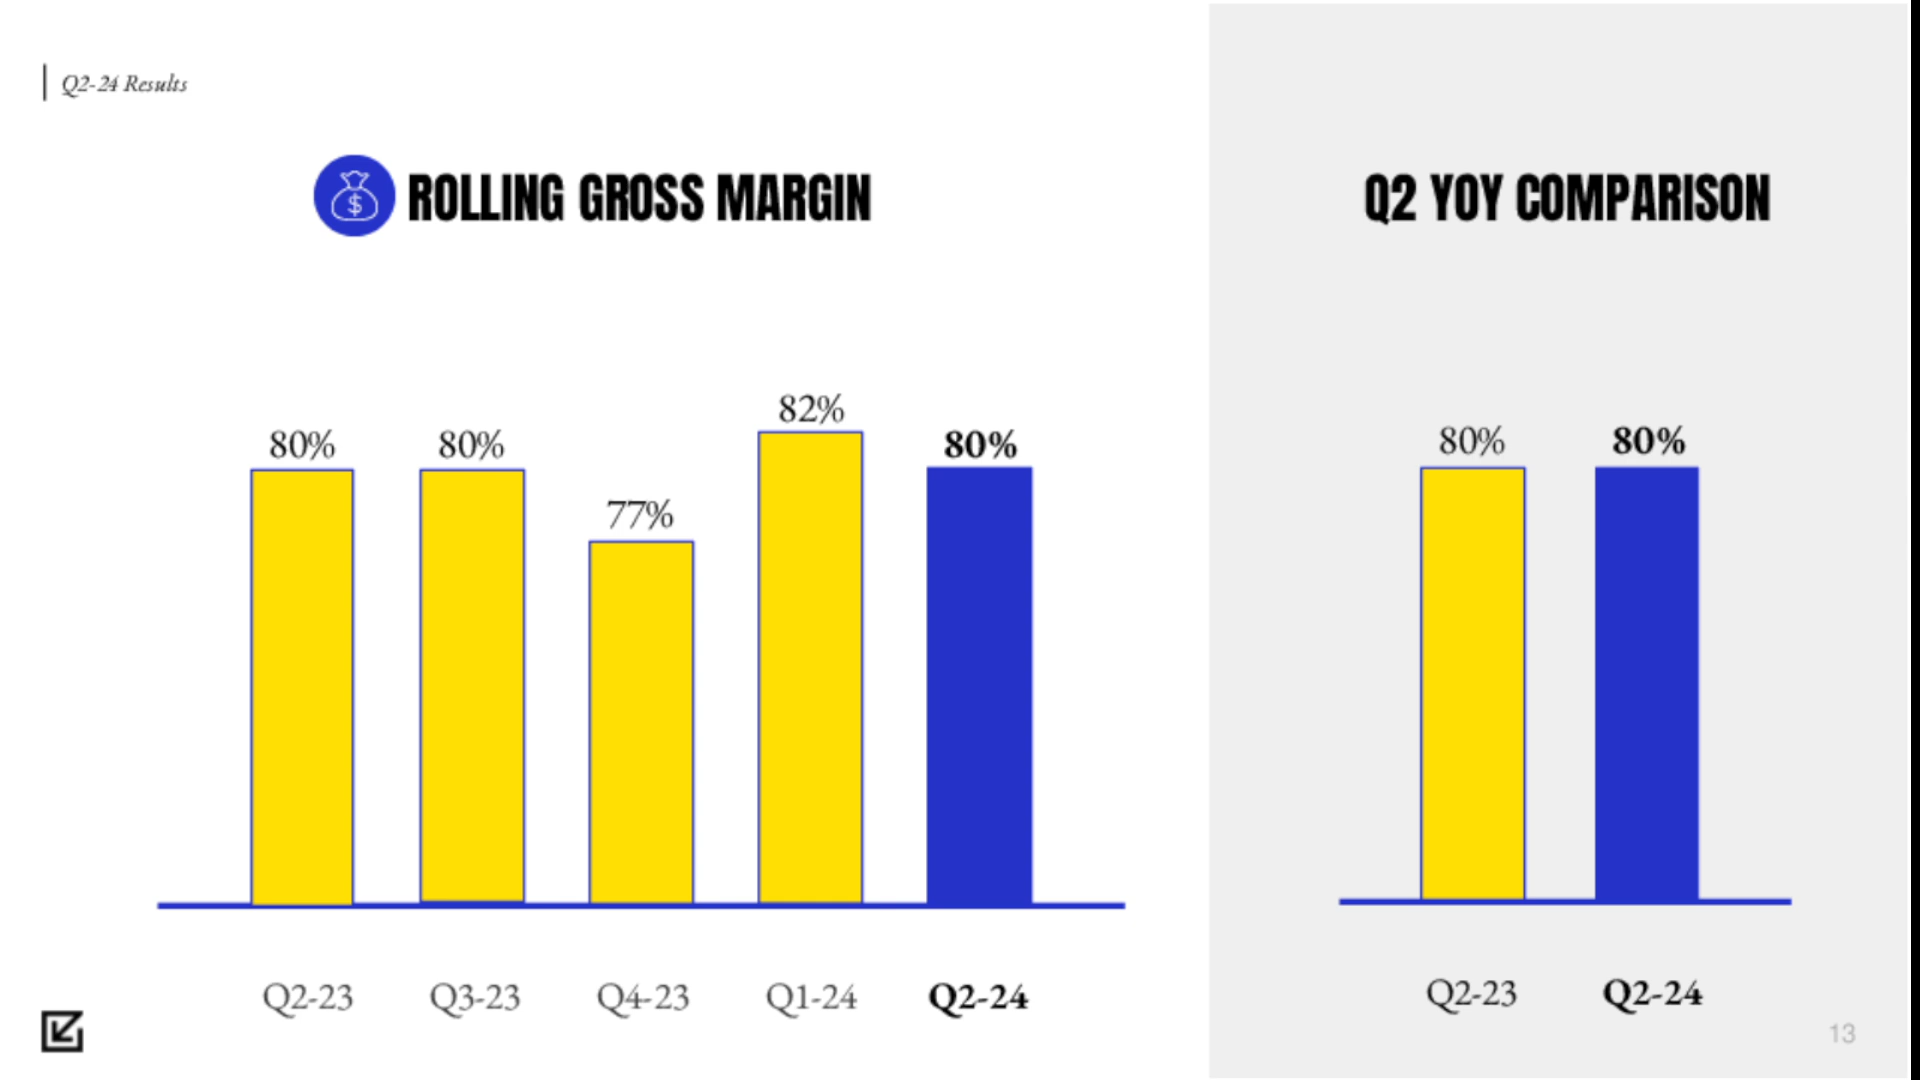 Q2-24 Results
$ ROLLING GROSS MARGIN
80%
80%
77%
82%
80%
Q2-23
Q3-23
Q4-23
Q1-24
Q2-24
Q2 YOY COMPARISON
80%
80%
Q2-23
Q2-24
13